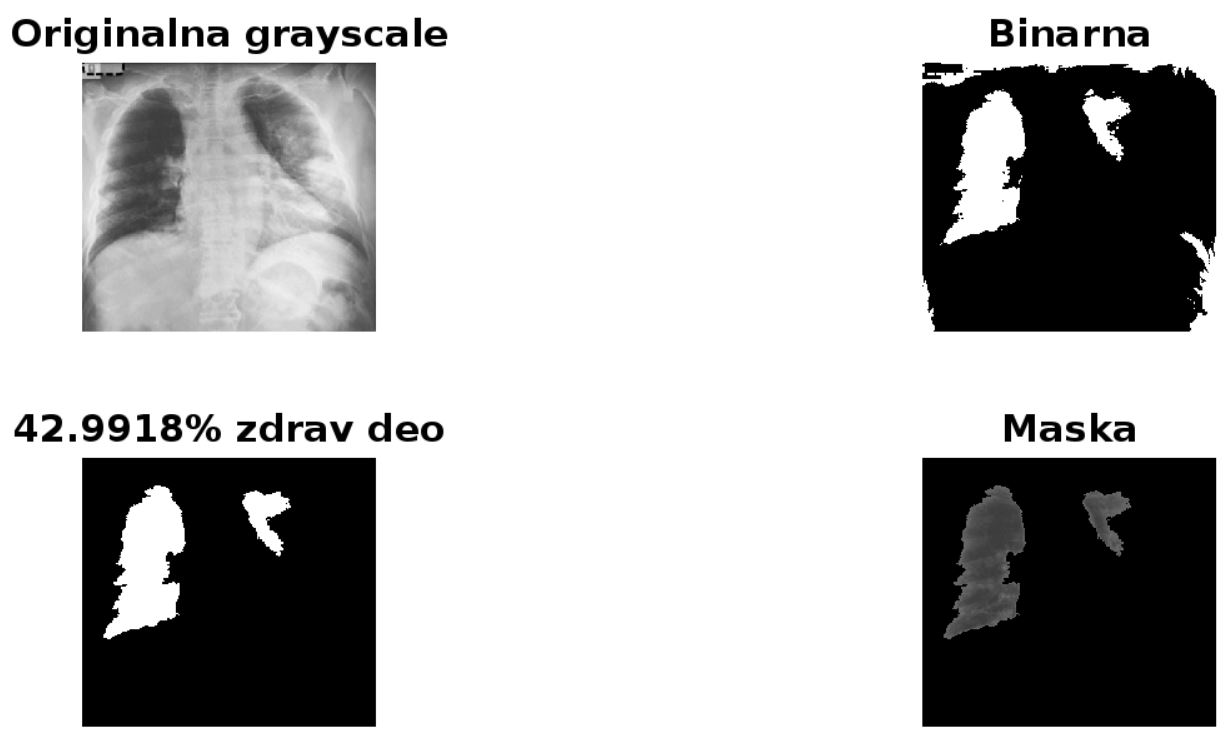 Originalna grayscale
Binarna
42.9918% zdrav deo
Maska